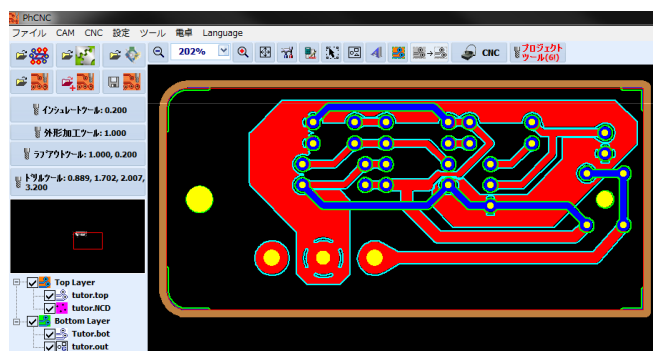 PhCNC
ファイル CAM CNC 設定 ツール 電卓 Language
202% CNC プロジェクト
ツール(6!)
インシュレートツール: 0.200
外形加工ツール: 1.000
ラブアウトツール: 1.000, 0.200
ドリルツール: 0.889, 1.702, 2.007,
3.200
Top Layer
tutor.top
tutor.NCD
Bottom Layer
Tutor.bot
tutor.out